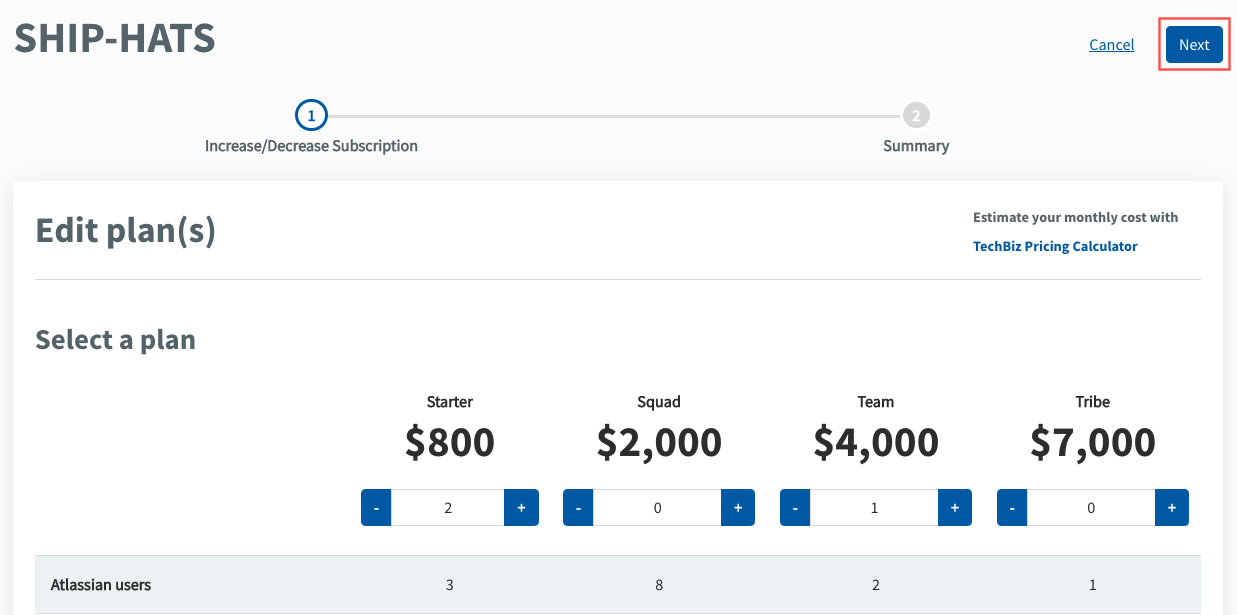 SHIP-HATS
Cancel
Next
1
2
Increase/Decrease Subscription
Summary
Edit plan(s)
Estimate your monthly cost with
TechBiz Pricing Calculator
Select a plan
Starter Squad Team Tribe
$800 $2,000 $4,000 $7,000
- 2 + - 0 + - 1 + - 0 +
Atlassian users 3 8 2 1